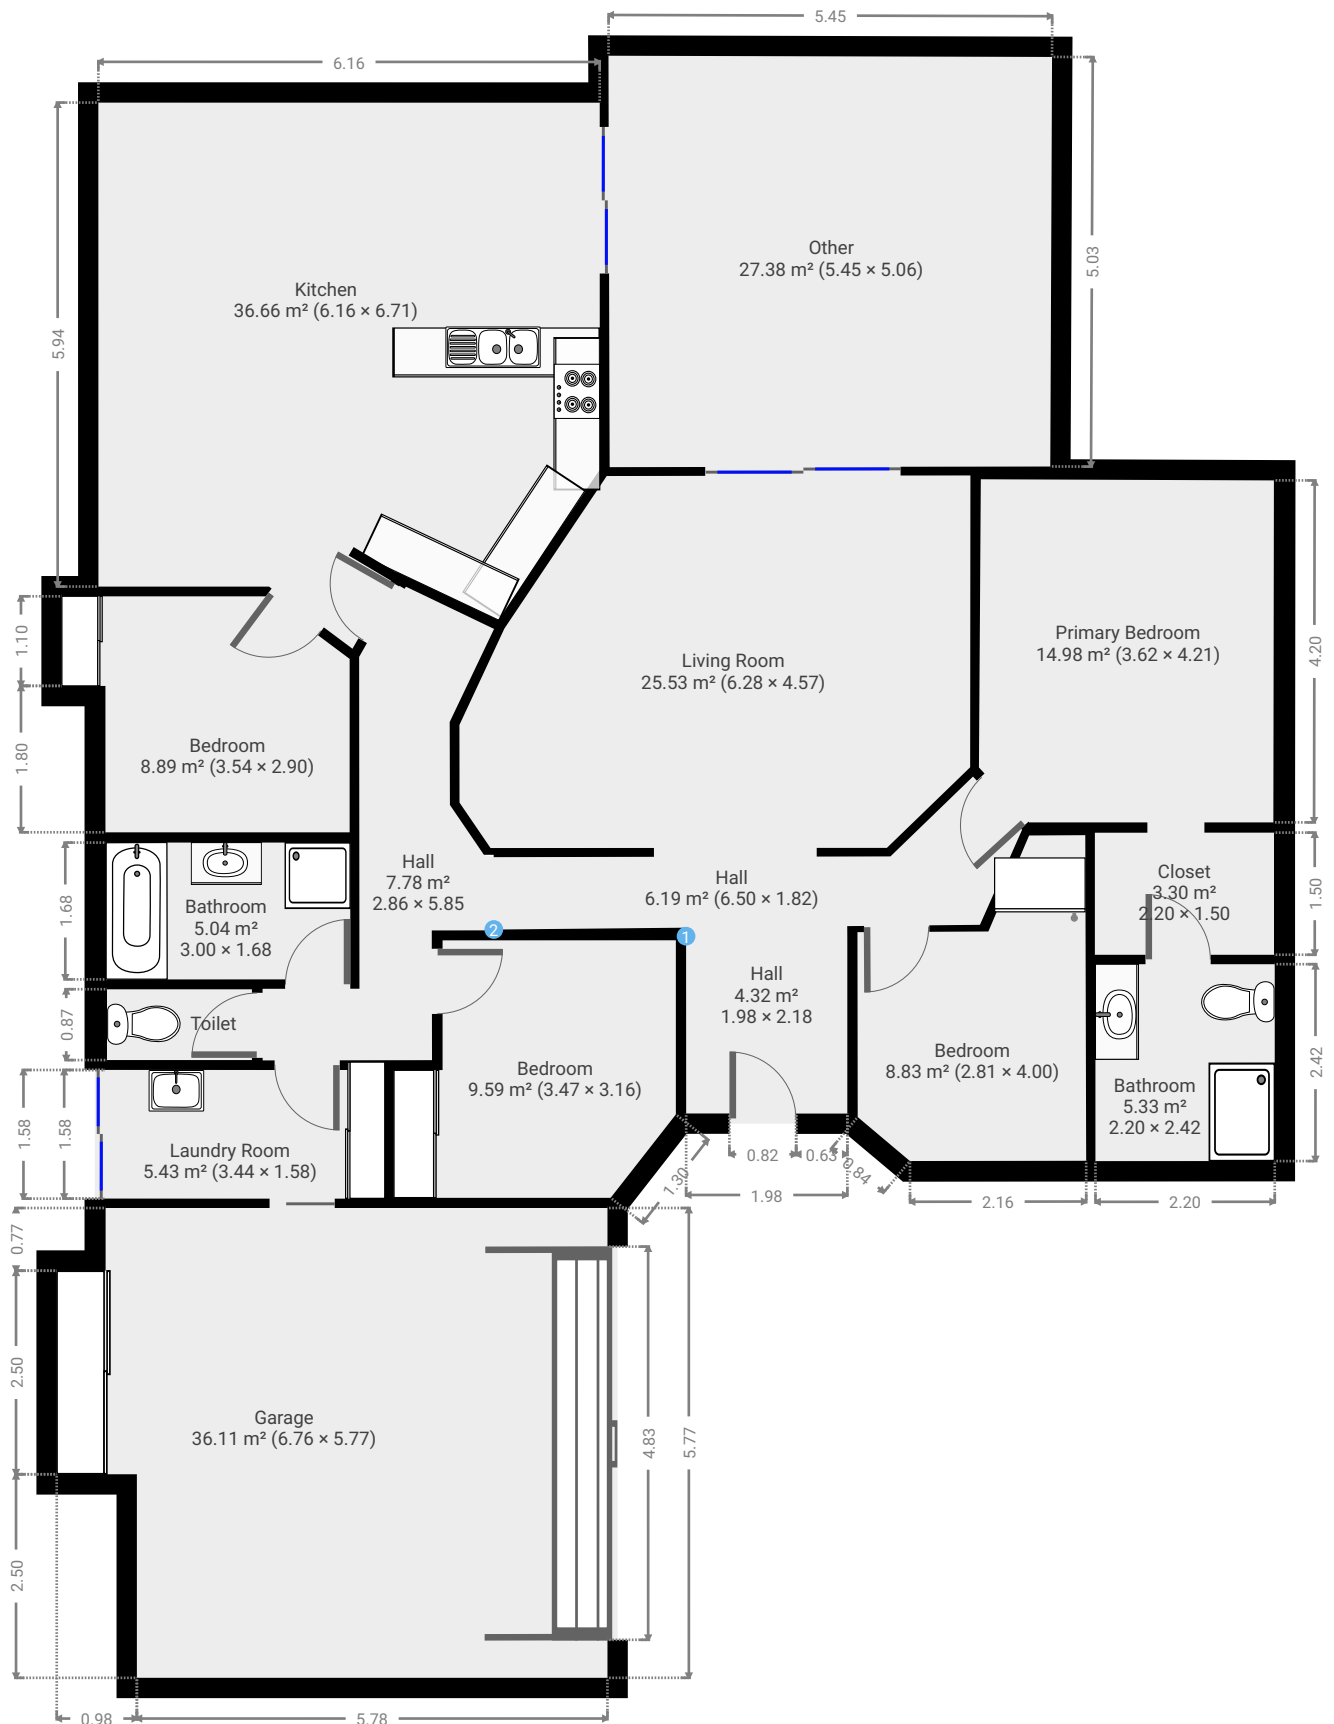 5.45
6.16
5.03
5.94
Other
27.38 m² (5.45 × 5.06)
Kitchen
36.66 m² (6.16 × 6.71)
1.10
4.20
Primary Bedroom
14.98 m² (3.62 × 4.21)
Living Room
25.53 m² (6.28 × 4.57)
1.80
Bedroom
8.89 m² (3.54 × 2.90)
Hall
7.78 m²
2.86 × 5.85
Hall
6.19 m² (6.50 × 1.82)
Closet
3.30 m²
2.20 × 1.50
1.50
1.68
Bathroom
5.04 m²
3.00 × 1.68
2
1
Hall
4.32 m²
1.98 × 2.18
0.87
Toilet
Bedroom
9.59 m² (3.47 × 3.16)
Bedroom
8.83 m² (2.81 × 4.00)
2.42
Bathroom
5.33 m²
2.20 × 2.42
1.58
1.58
Laundry Room
5.43 m² (3.44 × 1.58)
0.82
0.63
0.84
1.30
1.98
2.16
2.20
0.77
2.50
Garage
36.11 m² (6.76 × 5.77)
4.83
5.77
2.50
0.98
5.78